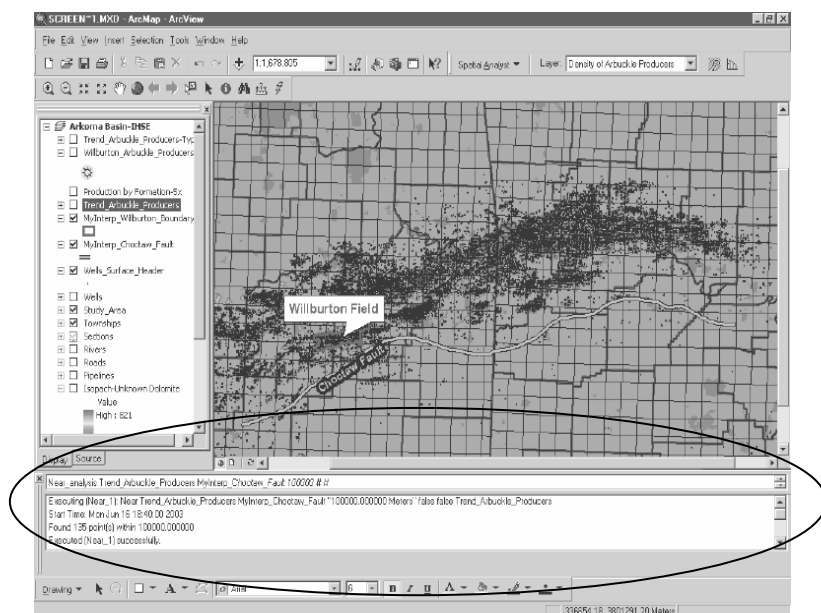 SCREEN~1.MXD - ArcMap - ArcView
File Edit View Insert Selection Tools Window Help
1:1,678,805 Spatial Analyst Layer: Density of Arbuckle Producers
Arkoma Basin-IHSE
Trend_Arbuckle_Producers-Typ
Wilburton_Arbuckle_Producers
Production by Formation-5x
Trend_Arbuckle_Producers
MyInterp_Wilburton_Boundary
MyInterp_Choctaw_Fault
Wells_Surface_Header
Wells
Study_Area
Townships
Sections
Rivers
Roads
Pipelines
Isopach-Unknown Dolomite
Value
High : 821
Willburton Field
Choctaw Fault
Display Source
Near_analysis Trend_Arbuckle_Producers MyInterp_Choctaw_Fault 100000 # #
Executing (Near_1): Near Trend_Arbuckle_Producers MyInterp_Choctaw_Fault "100000.000000 Meters" false false Trend_Arbuckle_Producers
Start Time: Mon Jun 16 18:40:00 2003
Found 135 point(s) within 100000.000000
Executed (Near_1) successfully.
Drawing A Arial 6 B I U A
336654.18 3801291.20 Meters